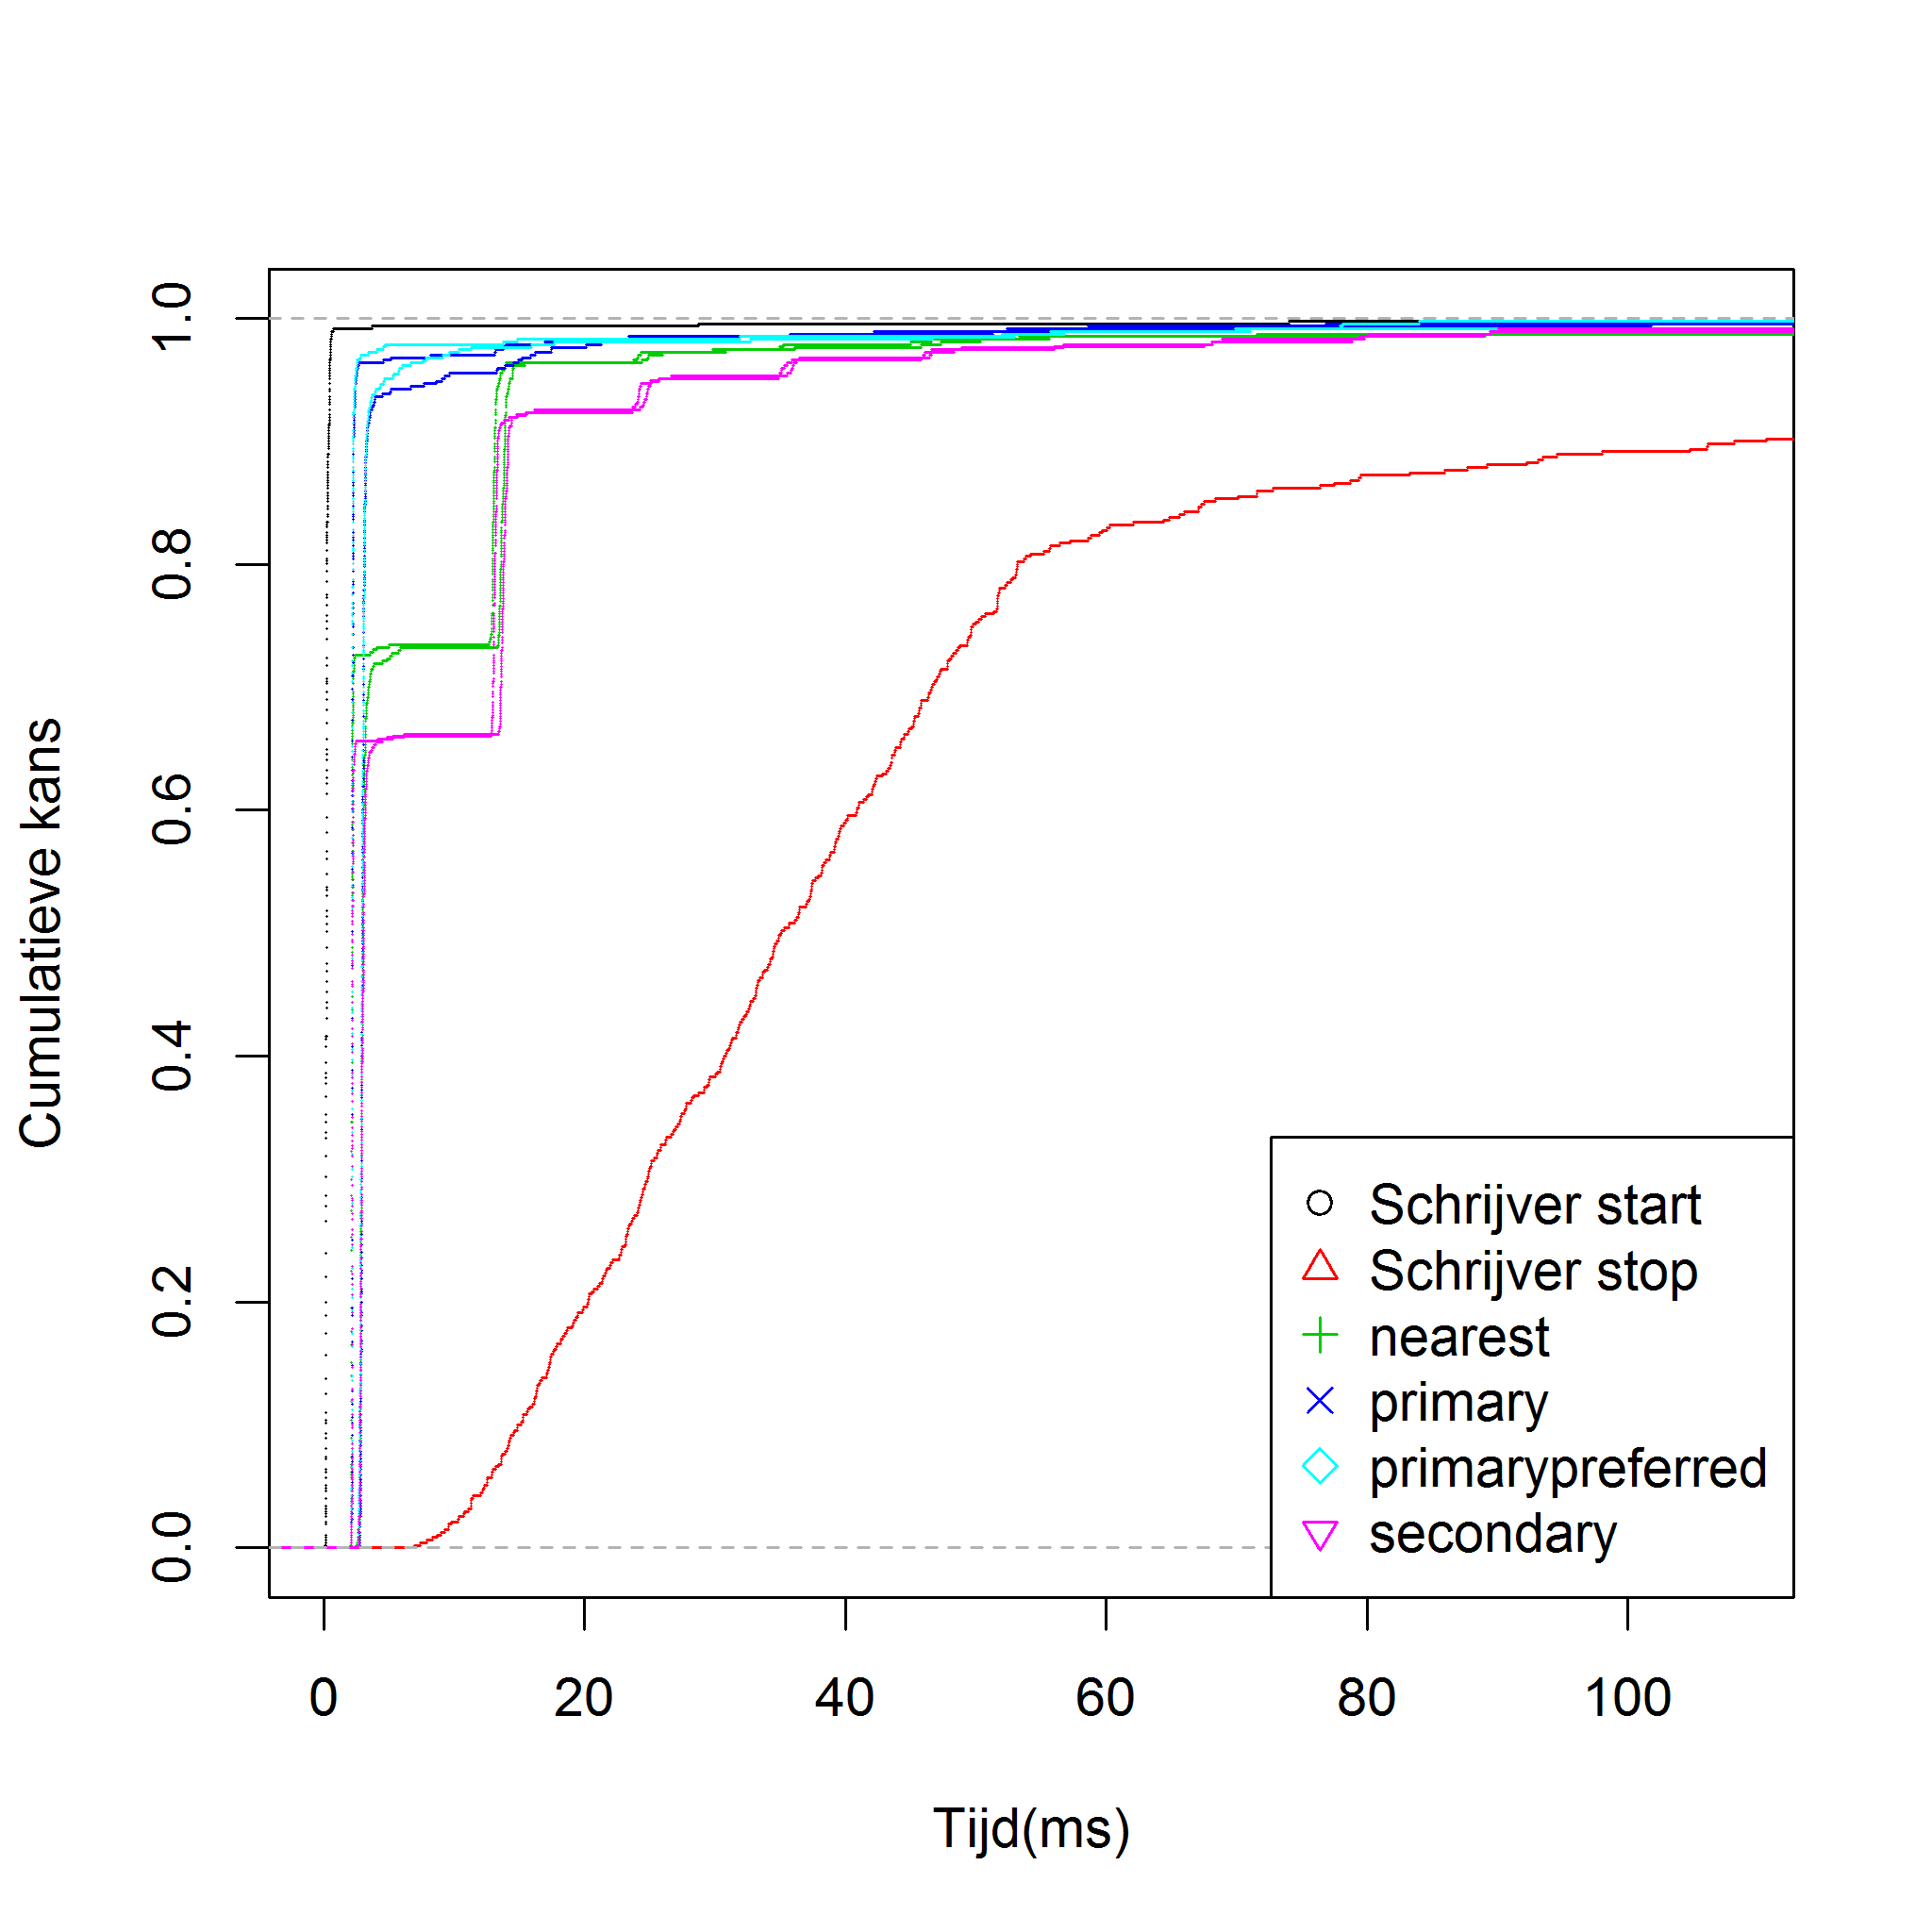 Cumulatieve kans
1.0
0.8
0.6
0.4
0.2
0.0
0 20 40 60 80 100
Tijd(ms)
Schrijver start
Schrijver stop
nearest
primary
primarypreferred
secondary